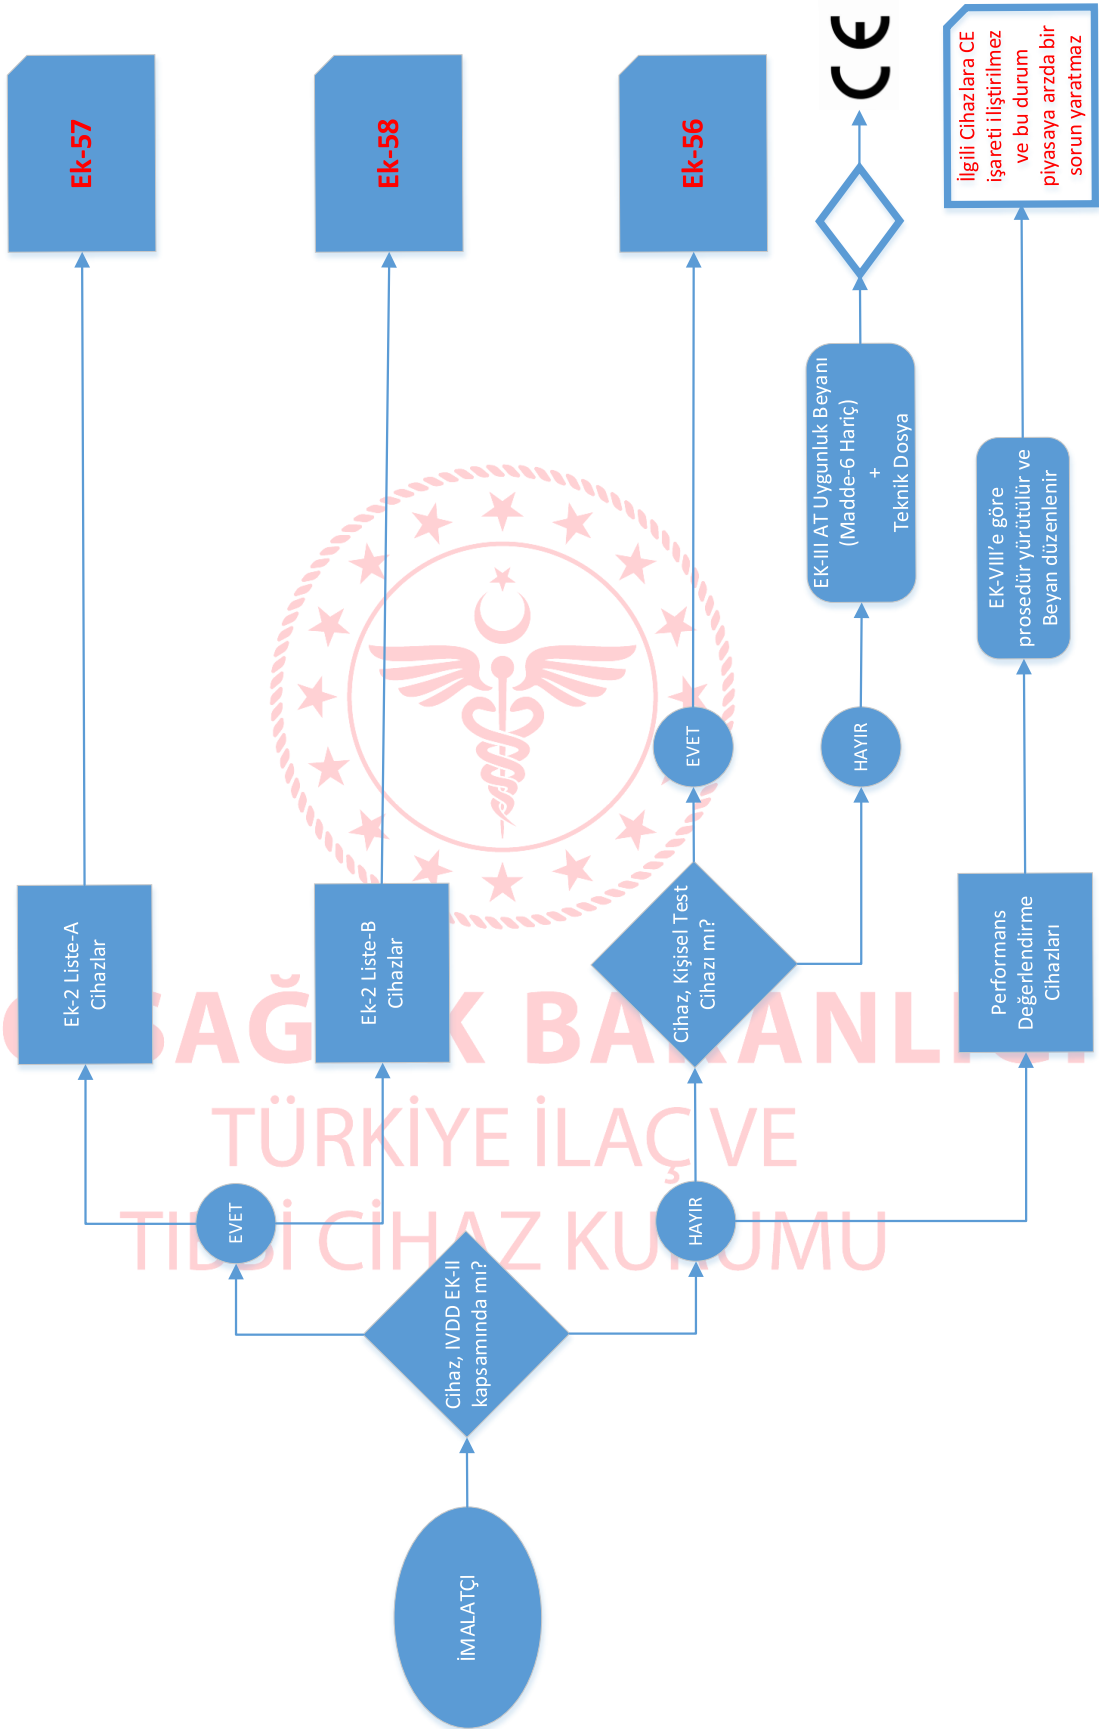 İMALATÇI
Cihaz, IVDD EK-II
kapsamında mı?
EVET
HAYIR
Ek-2 Liste-A
Cihazlar
Ek-2 Liste-B
Cihazlar
Cihaz, Kişisel Test
Cihazı mı?
Performans
Değerlendirme
Cihazları
EVET
HAYIR
EK-III AT Uygunluk Beyanı
(Madde-6 Hariç)
+
Teknik Dosya
EK-VIII’e göre
prosedür yürütülür ve
Beyan düzenlenir
Ek-57
Ek-58
Ek-56
CE
İlgili Cihazlara CE
işareti iliştirilmez
ve bu durum
piyasaya arzda bir
sorun yaratmaz
SAĞLIK BAKANLIĞI
TÜRKİYE İLAÇ VE
TIBBİ CİHAZ KURUMU